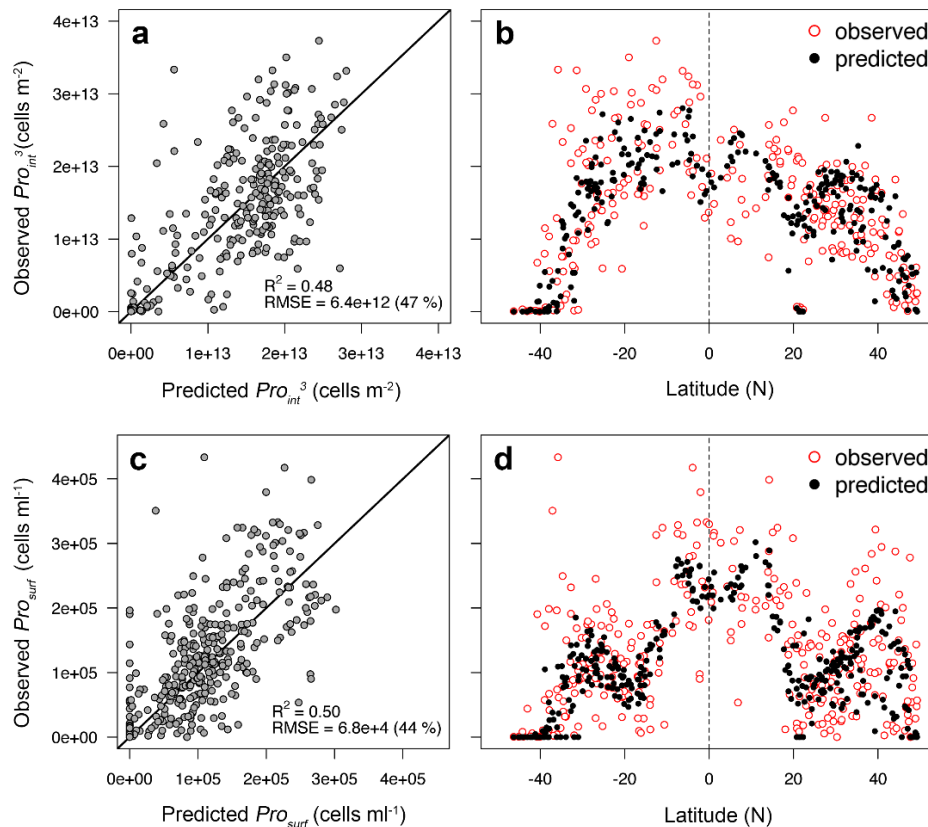 a
4e+13
3e+13
2e+13
1e+13
0e+00
Observed Pro_int³ (cells m⁻²)
R² = 0.48
RMSE = 6.4e+12 (47 %)
0e+00 1e+13 2e+13 3e+13 4e+13
Predicted Pro_int³ (cells m⁻²)
b
observed
predicted
-40 -20 0 20 40
Latitude (N)
c
4e+05
3e+05
2e+05
1e+05
0e+00
Observed Pro_surf (cells ml⁻¹)
R² = 0.50
RMSE = 6.8e+4 (44 %)
0e+00 1e+05 2e+05 3e+05 4e+05
Predicted Pro_surf (cells ml⁻¹)
d
observed
predicted
-40 -20 0 20 40
Latitude (N)